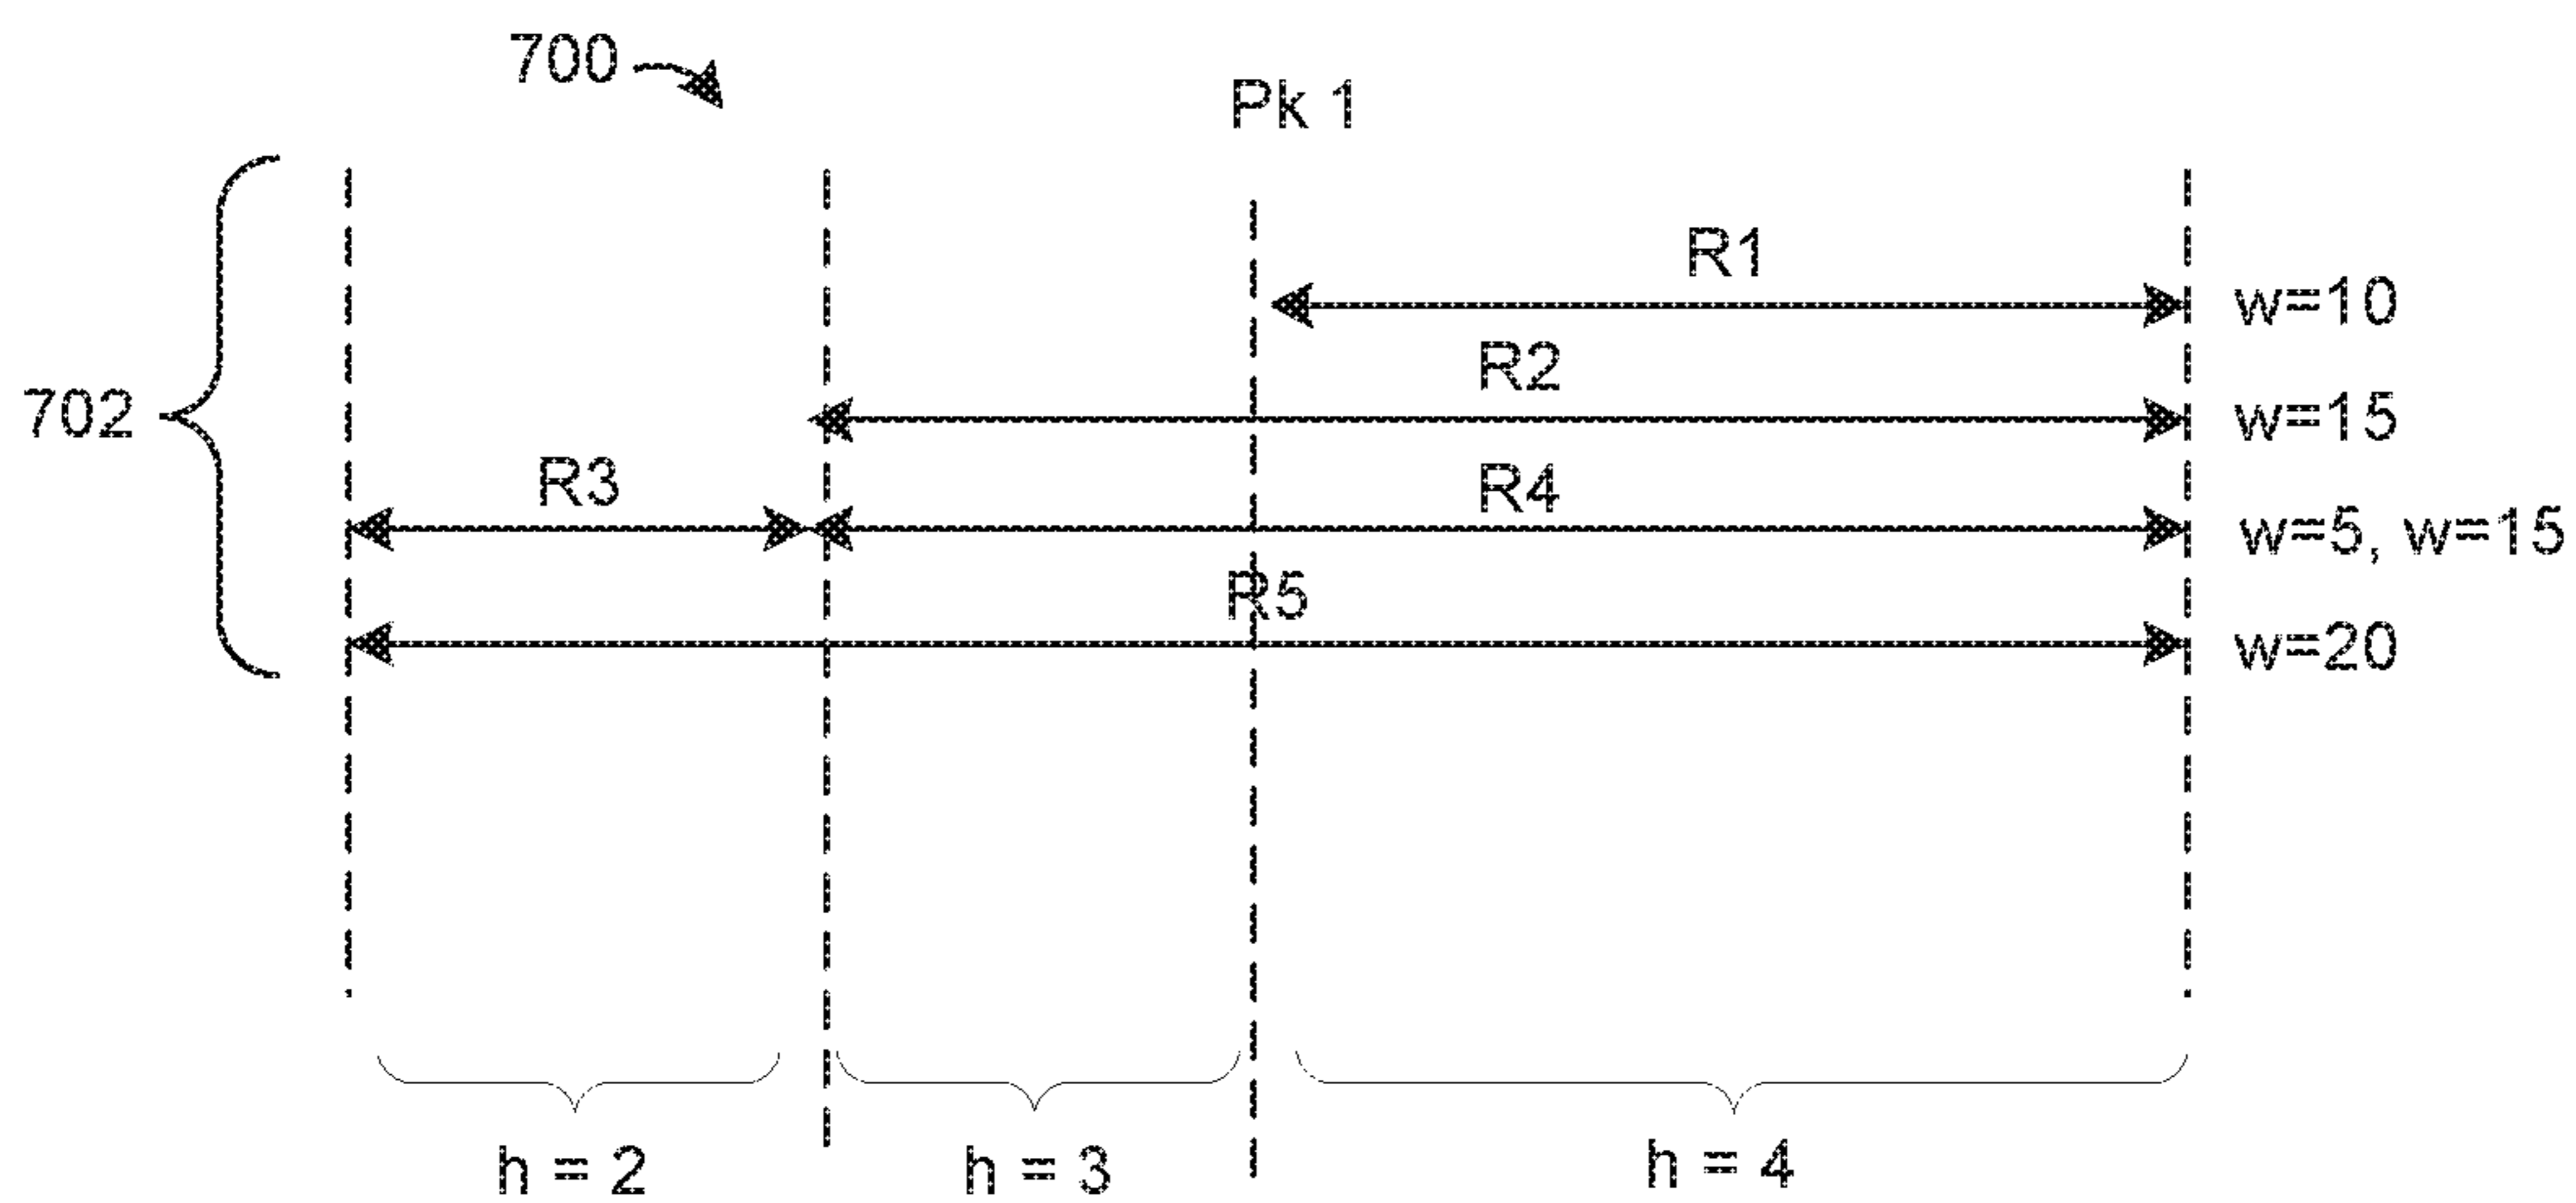 700
Pk 1
R1
w=10
R2
w=15
702
R3
R4
w=5, w=15
R5
w=20
h = 2
h = 3
h = 4